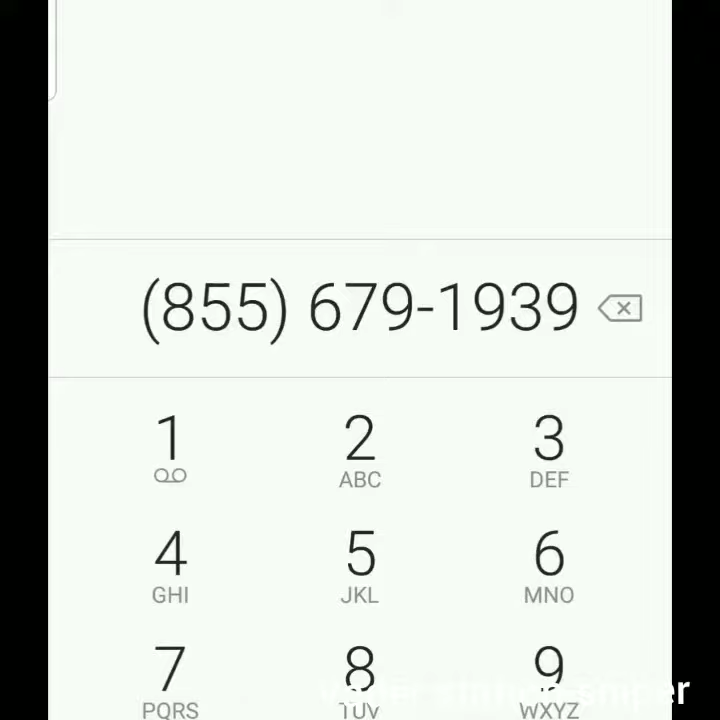 (855) 679-1939
1 2 3
ABC DEF
4 5 6
GHI JKL MNO
7 8 9
PQRS TUV WXYZ